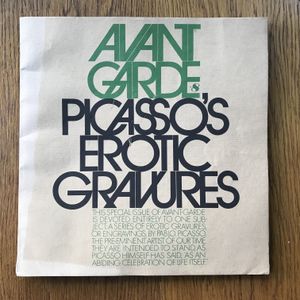 AVANT
GARDE
8
PICASSO'S
EROTIC
GRAVURES
THIS SPECIAL ISSUE OF AVANT GARDE
IS DEVOTED ENTIRELY TO ONE SUB-
JECT: A SERIES OF EROTIC GRAVURES,
OR ENGRAVINGS, BY PABLO PICASSO,
THE PREEMINENT ARTIST OF OUR TIME.
THEY ARE INTENDED TO STAND, AS
PICASSO HIMSELF HAS SAID, "AS AN
ABIDING CELEBRATION OF LIFE ITSELF."